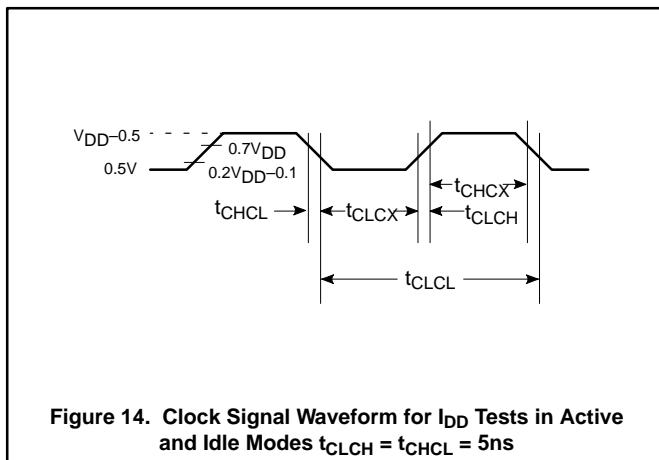 VDD–0.5
0.7VDD
0.5V
0.2VDD–0.1
tCHCX
tCHCL
tCLCX
tCLCH
tCLCL
Figure 14. Clock Signal Waveform for IDD Tests in Active
and Idle Modes tCLCH = tCHCL = 5ns